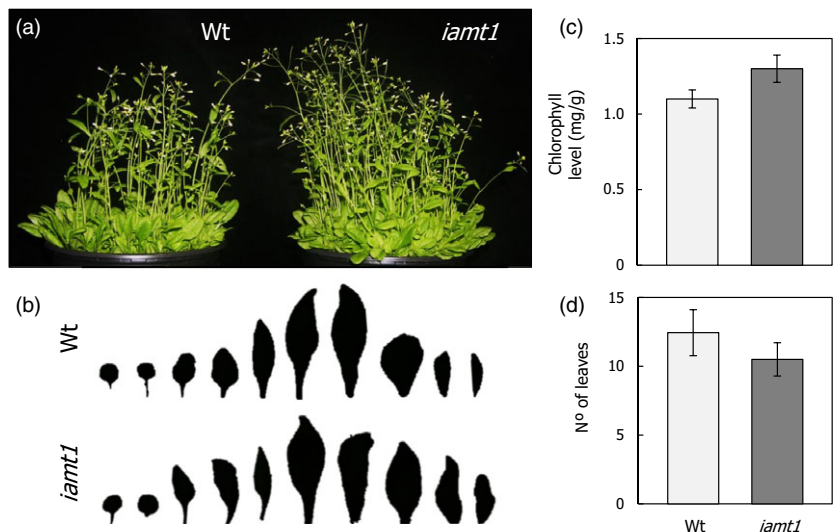 (a)
Wt
iamt1
(b)
Wt
iamt1
(c)
Chlorophyll
level (mg/g)
1.5
1.0
1.5
0
(d)
Nº of leaves
15
10
5
0
Wt
iamt1